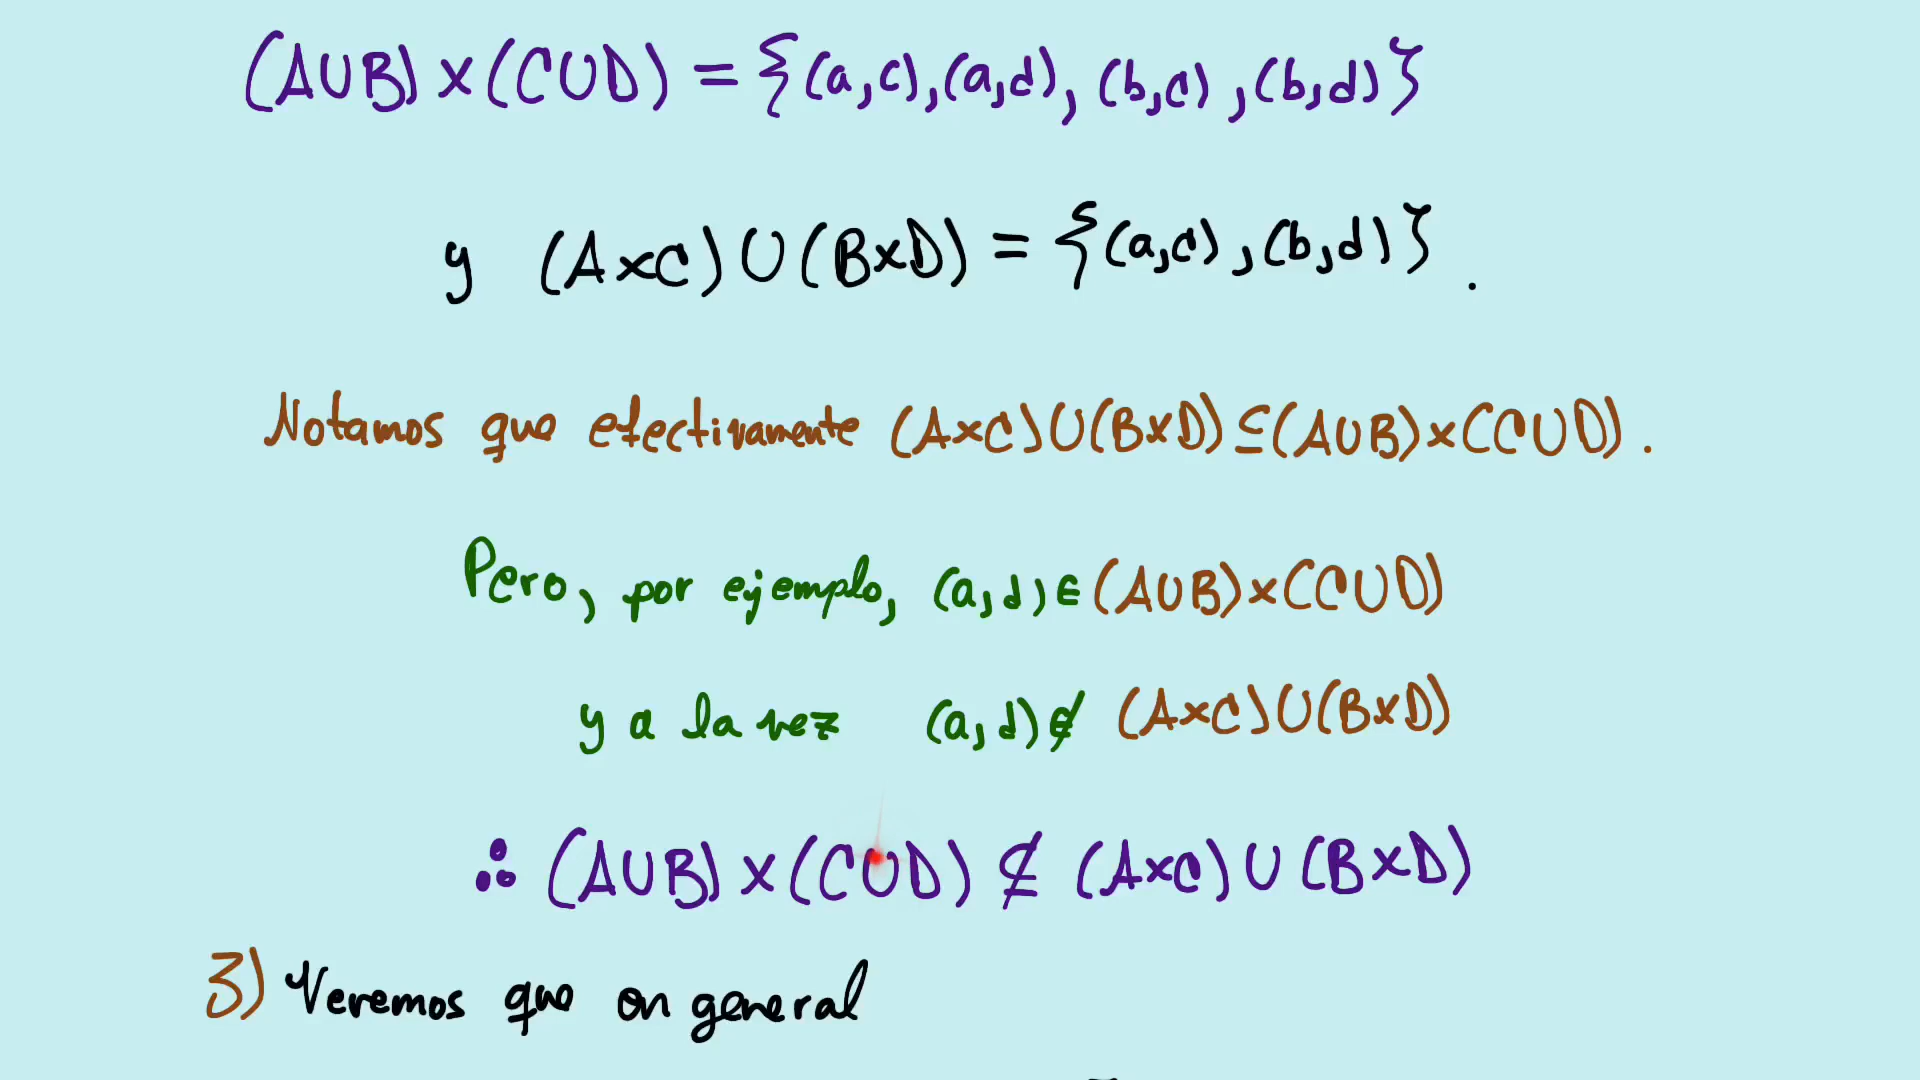 (A∪B)×(C∪D) = {(a,c),(a,d),(b,c),(b,d)}
y (A×C)∪(B×D) = {(a,c),(b,d)}.
Notamos que efectivamente (A×C)∪(B×D)⊆(A∪B)×(C∪D).
Pero, por ejemplo, (a,d)∈(A∪B)×(C∪D)
y a la vez (a,d)∉ (A×C)∪(B×D)
∴ (A∪B)×(C∪D) ⊈ (A×C)∪(B×D)
3) Veremos que en general